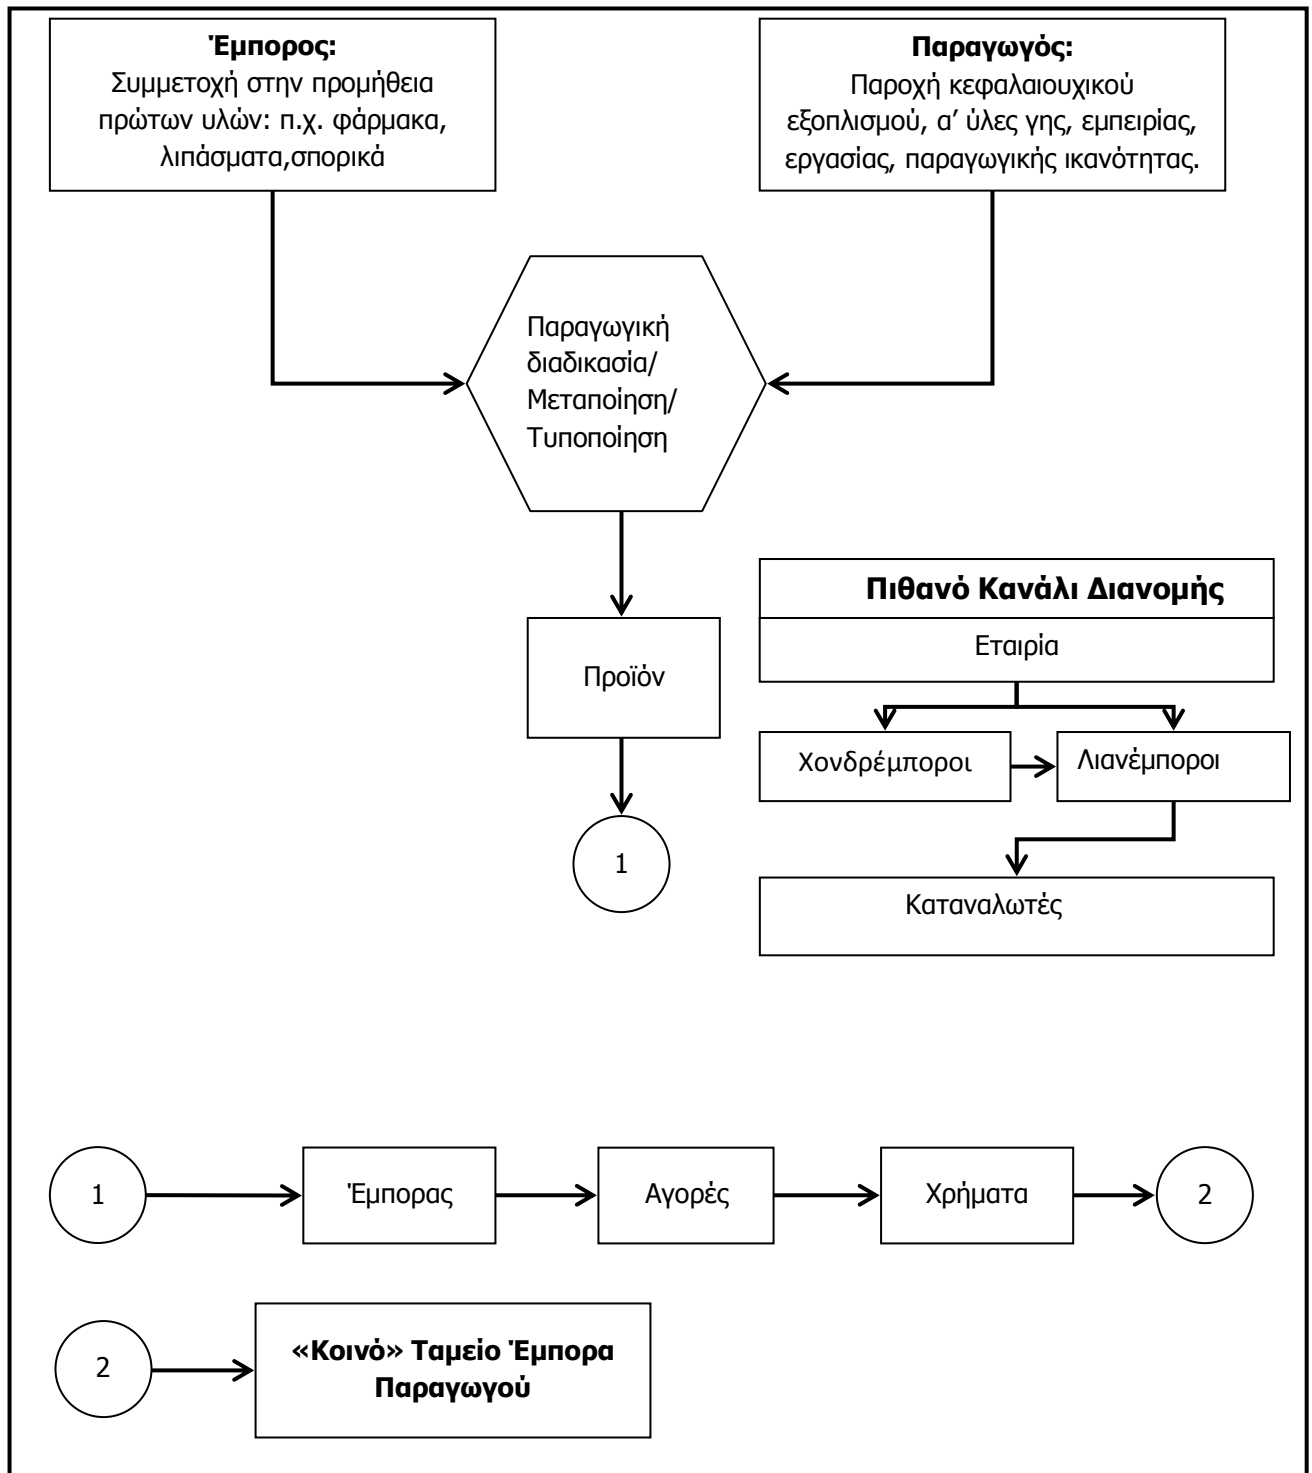 Έμπορος:
Συμμετοχή στην προμήθεια
πρώτων υλών: π.χ. φάρμακα,
λιπάσματα,σπορικά
Παραγωγός:
Παροχή κεφαλαιουχικού
εξοπλισμού, α’ ύλες γης, εμπειρίας,
εργασίας, παραγωγικής ικανότητας.
Παραγωγική
διαδικασία/
Μεταποίηση/
Τυποποίηση
Προϊόν
1
Πιθανό Κανάλι Διανομής
Εταιρία
Χονδρέμποροι
Λιανέμποροι
Καταναλωτές
1
Έμπορας
Αγορές
Χρήματα
2
2
«Κοινό» Ταμείο Έμπορα
Παραγωγού